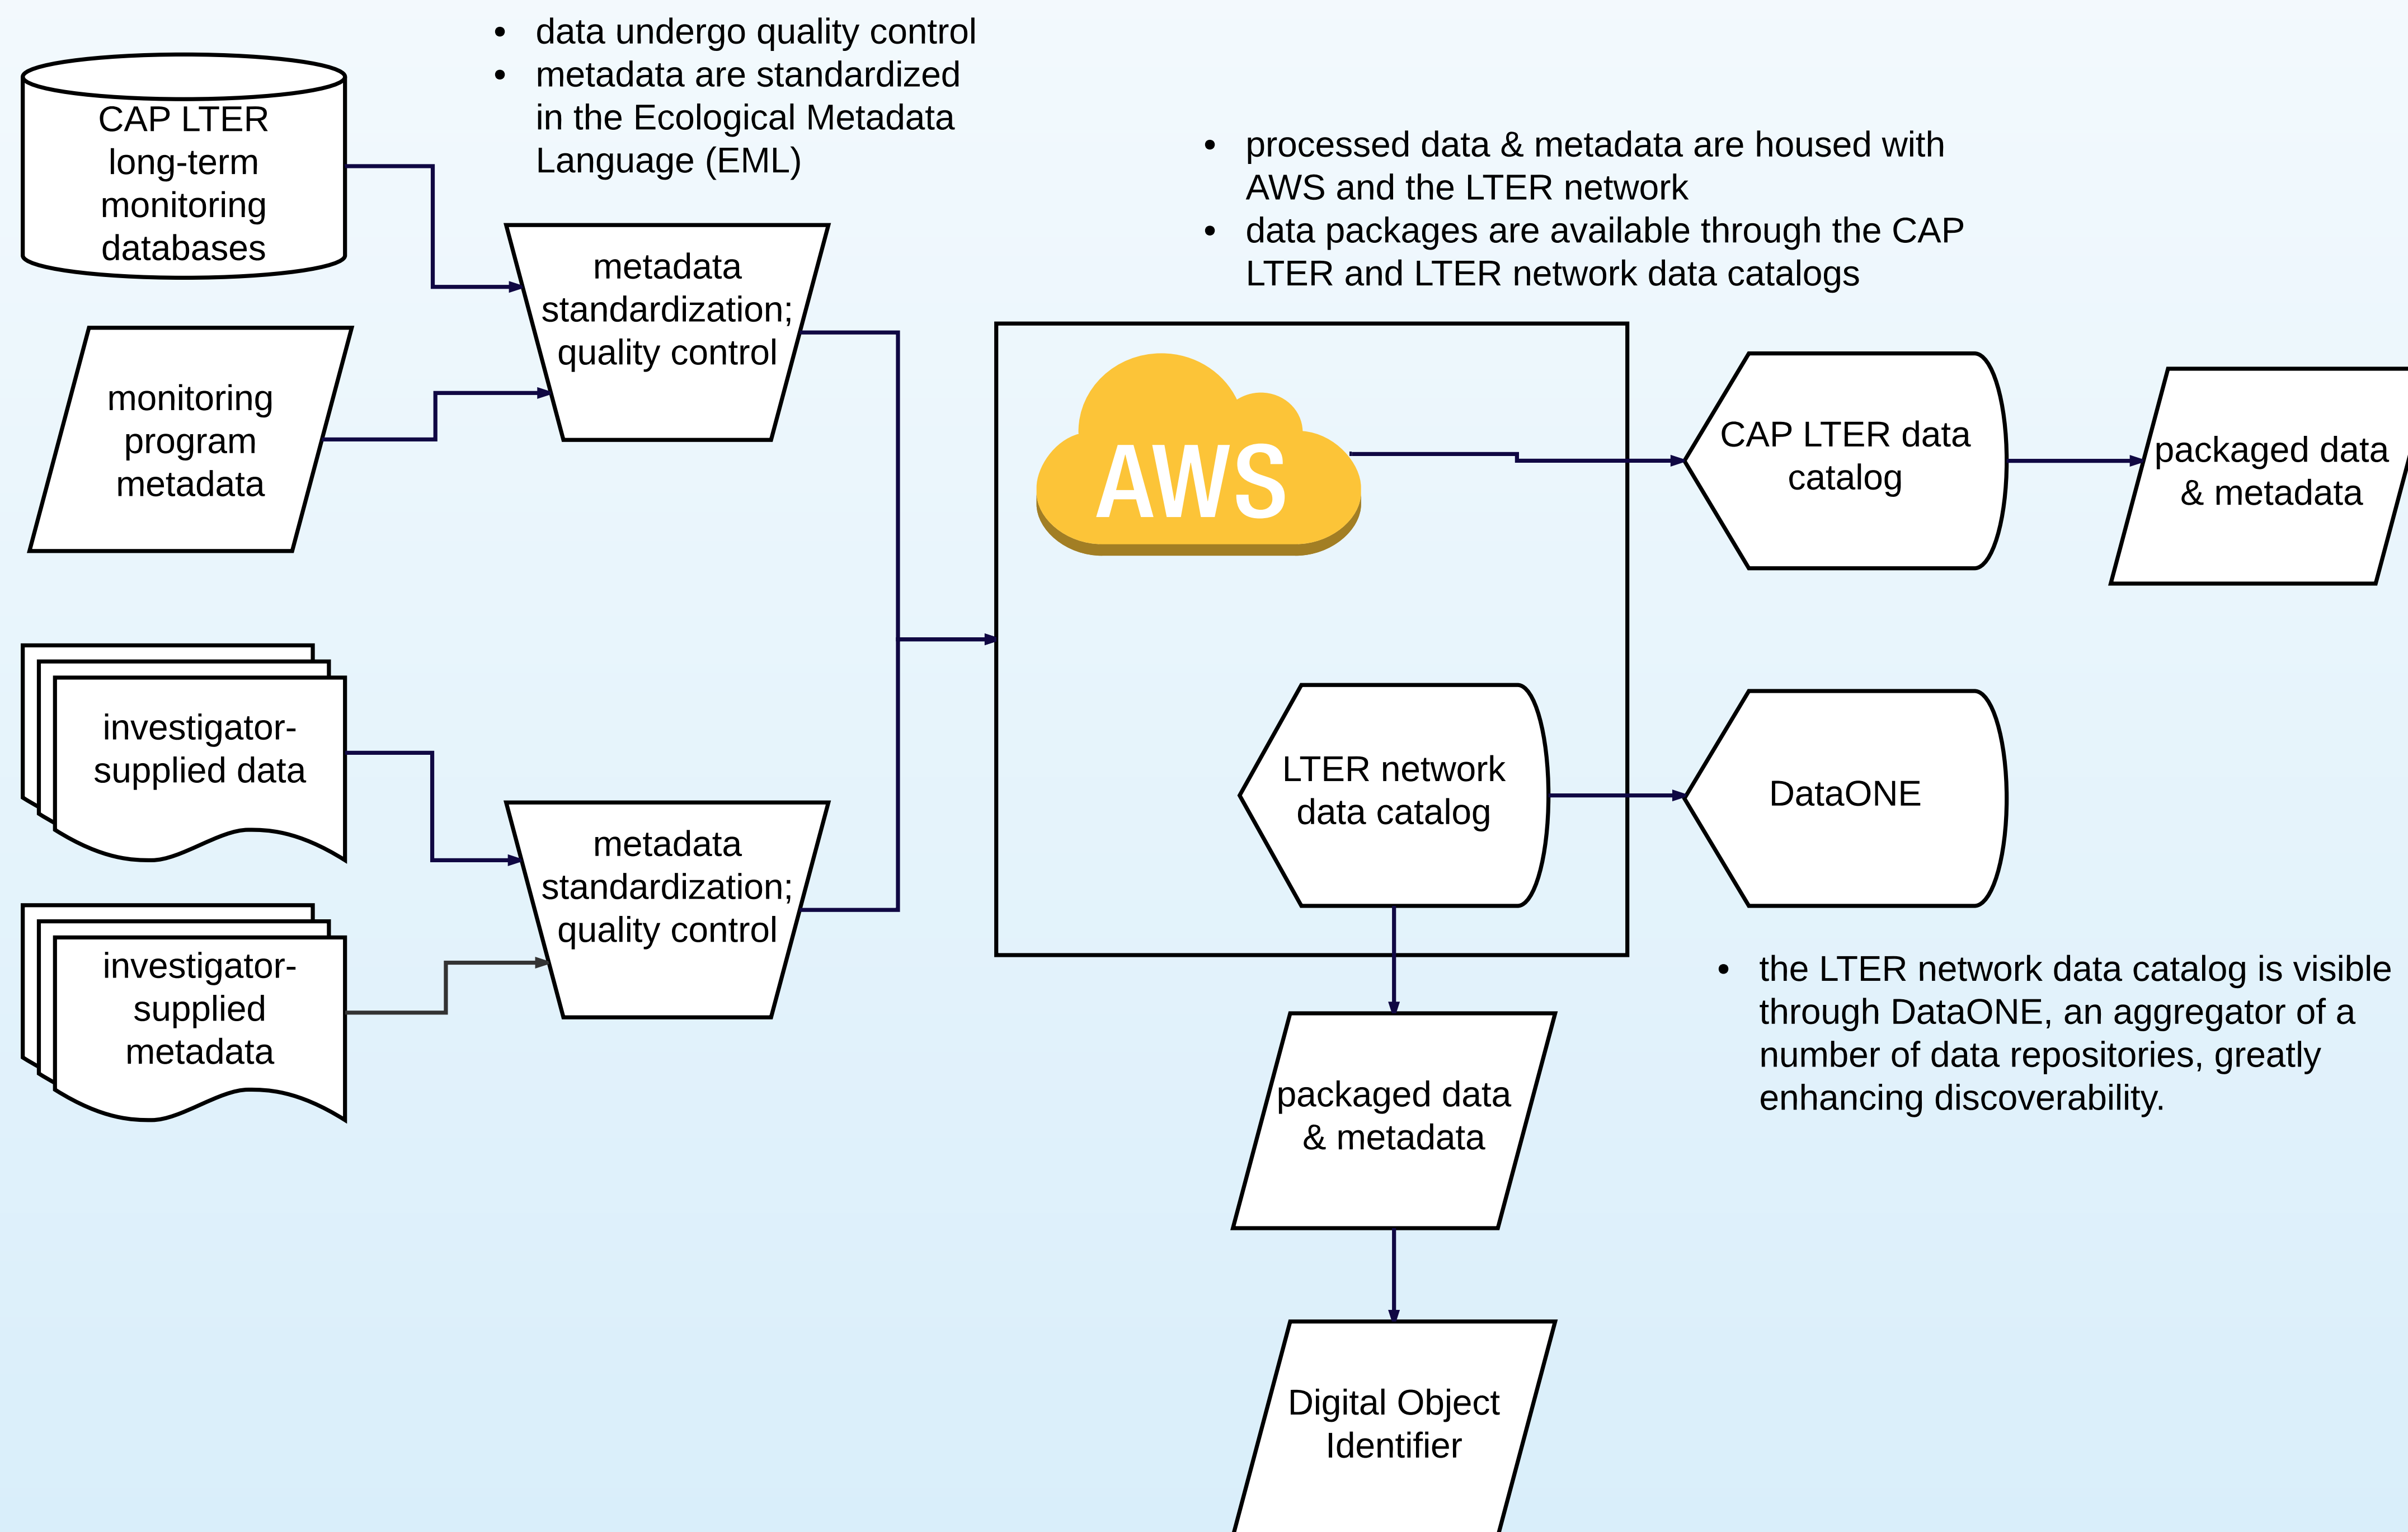 • data undergo quality control
• metadata are standardized
in the Ecological Metadata
Language (EML)
CAP LTER
long-term
monitoring
databases
• processed data & metadata are housed with
AWS and the LTER network
• data packages are available through the CAP
LTER and LTER network data catalogs
metadata
standardization;
quality control
monitoring
program
metadata
AWS
CAP LTER data
catalog
packaged data
& metadata
investigator-
supplied data
metadata
standardization;
quality control
LTER network
data catalog
DataONE
investigator-
supplied
metadata
• the LTER network data catalog is visible
through DataONE, an aggregator of a
number of data repositories, greatly
enhancing discoverability.
packaged data
& metadata
Digital Object
Identifier